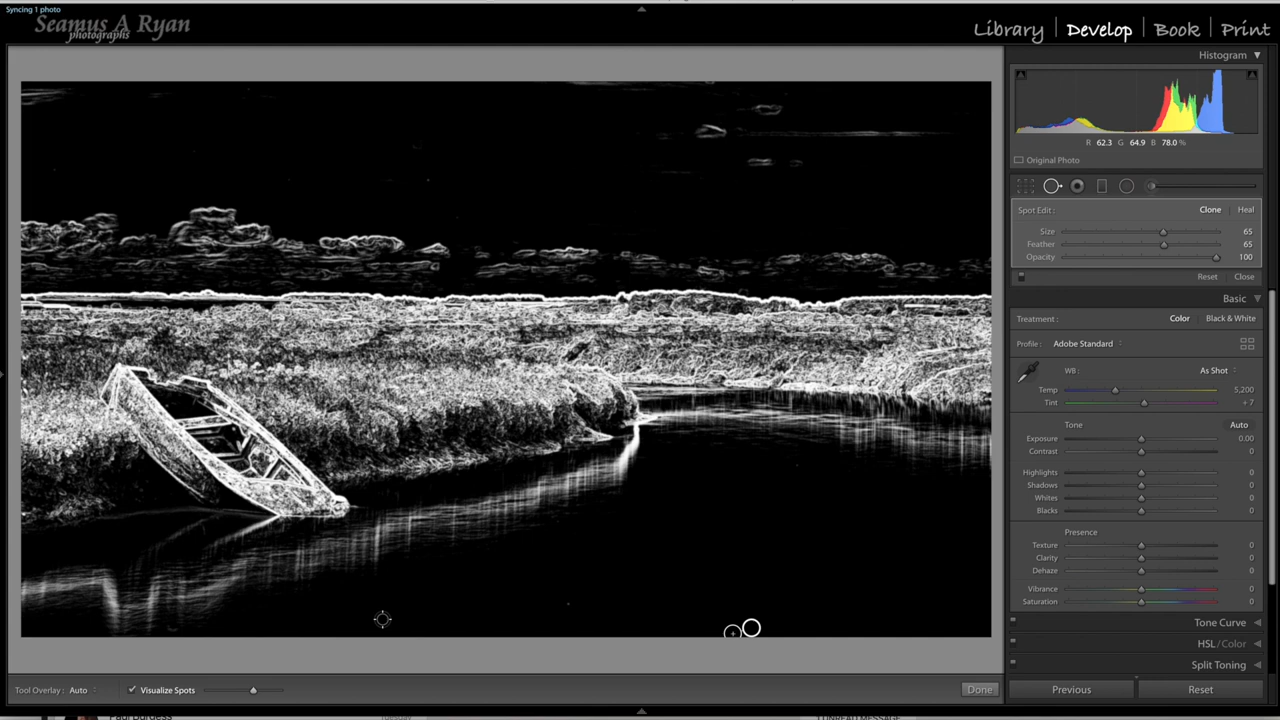 Syncing 1 photo
Seamus A Ryan
photographs
Library Develop Book Print
Histogram
R 62.3 G 64.9 B 78.0 %
Original Photo
Spot Edit : Clone Heal
Size 65
Feather 65
Opacity 100
Reset Close
Basic
Treatment : Color Black & White
Profile : Adobe Standard
WB : As Shot
Temp 5,200
Tint + 7
Tone Auto
Exposure 0.00
Contrast 0
Highlights 0
Shadows 0
Whites 0
Blacks 0
Presence
Texture 0
Clarity 0
Dehaze 0
Vibrance 0
Saturation 0
Tone Curve
HSL / Color
Split Toning
Tool Overlay : Auto Visualize Spots Done
Previous Reset